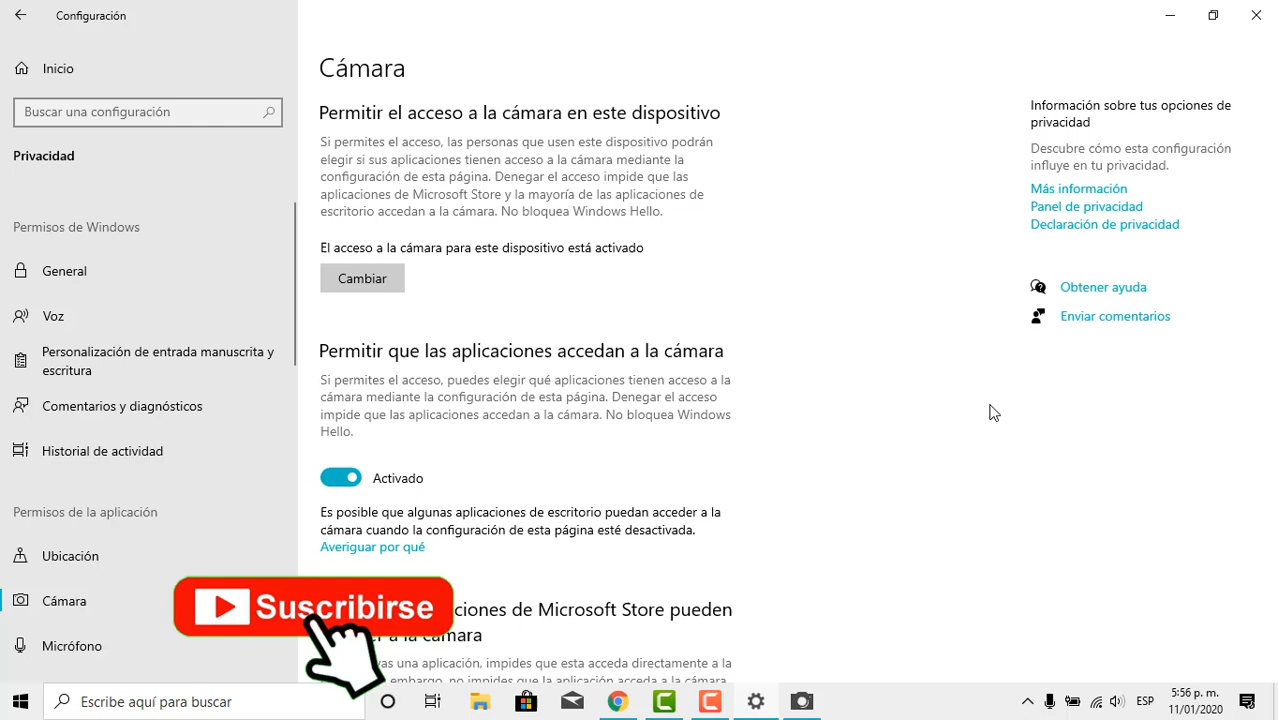 Configuración
Inicio
Buscar una configuración
Privacidad
Permisos de Windows
General
Voz
Personalización de entrada manuscrita y
escritura
Comentarios y diagnósticos
Historial de actividad
Permisos de la aplicación
Ubicación
Cámara
Micrófono
Cámara
Permitir el acceso a la cámara en este dispositivo
Si permites el acceso, las personas que usen este dispositivo podrán
elegir si sus aplicaciones tienen acceso a la cámara mediante la
configuración de esta página. Denegar el acceso impide que las
aplicaciones de Microsoft Store y la mayoría de las aplicaciones de
escritorio accedan a la cámara. No bloquea Windows Hello.
El acceso a la cámara para este dispositivo está activado
Cambiar
Permitir que las aplicaciones accedan a la cámara
Si permites el acceso, puedes elegir qué aplicaciones tienen acceso a la
cámara mediante la configuración de esta página. Denegar el acceso
impide que las aplicaciones accedan a la cámara. No bloquea Windows
Hello.
Activado
Es posible que algunas aplicaciones de escritorio puedan acceder a la
cámara cuando la configuración de esta página esté desactivada.
Averiguar por qué
Suscribirse
ciones de Microsoft Store pueden
a la cámara
vas una aplicación, impides que esta acceda directamente a la
embargo, no impides que la aplicación acceda a la cámara
Información sobre tus opciones de
privacidad
Descubre cómo esta configuración
influye en tu privacidad.
Más información
Panel de privacidad
Declaración de privacidad
Obtener ayuda
Enviar comentarios
Escribe aquí para buscar
ESP
5:56 p. m.
11/01/2020